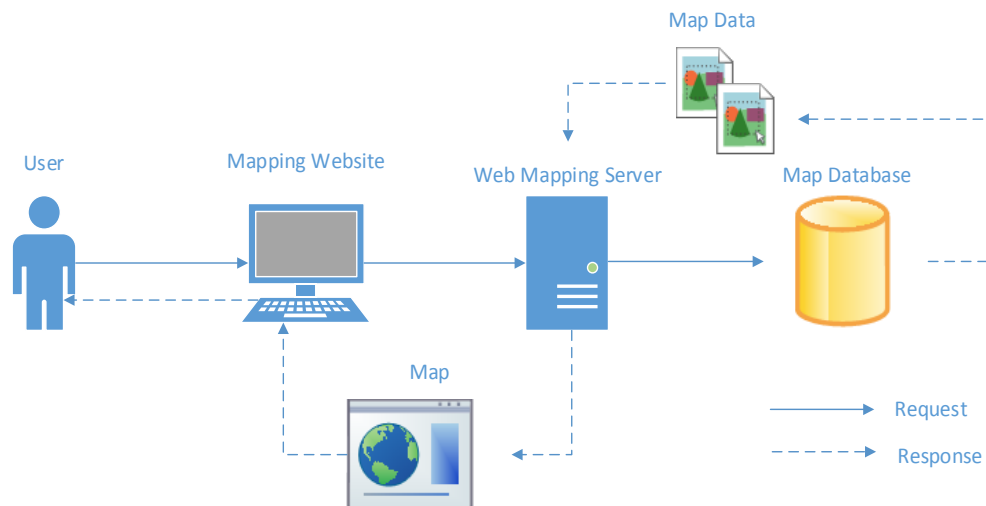 Map Data
User
Mapping Website
Web Mapping Server
Map Database
Map
Request
Response